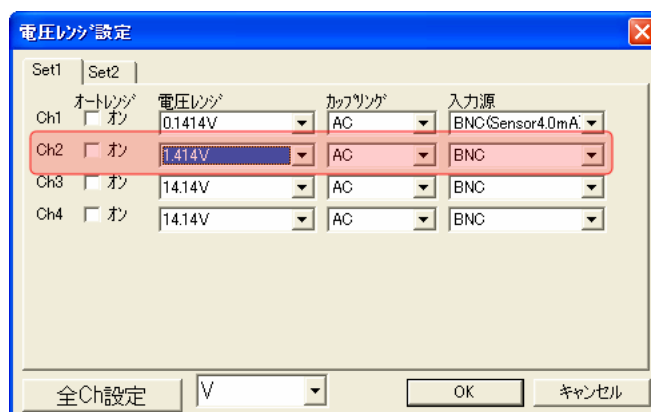 電圧ﾚﾝｼﾞ設定
Set1 Set2
ｵｰﾄﾚﾝｼﾞ 電圧ﾚﾝｼﾞ ｶｯﾌﾟﾘﾝｸﾞ 入力源
Ch1 オン 0.1414V AC BNC(Sensor4.0mA)
Ch2 オン 1.414V AC BNC
Ch3 オン 14.14V AC BNC
Ch4 オン 14.14V AC BNC
全Ch設定 V OK キャンセル